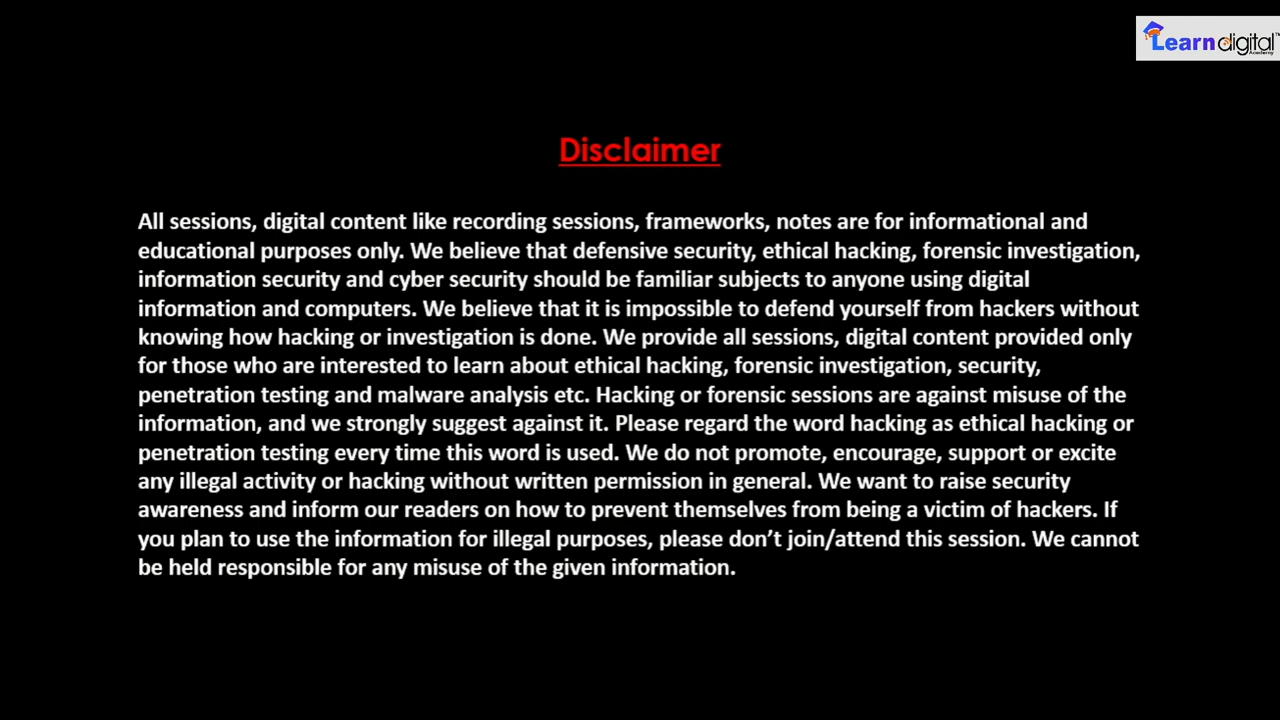 Learn digital™
Academy
Disclaimer
All sessions, digital content like recording sessions, frameworks, notes are for informational and
educational purposes only. We believe that defensive security, ethical hacking, forensic investigation,
information security and cyber security should be familiar subjects to anyone using digital
information and computers. We believe that it is impossible to defend yourself from hackers without
knowing how hacking or investigation is done. We provide all sessions, digital content provided only
for those who are interested to learn about ethical hacking, forensic investigation, security,
penetration testing and malware analysis etc. Hacking or forensic sessions are against misuse of the
information, and we strongly suggest against it. Please regard the word hacking as ethical hacking or
penetration testing every time this word is used. We do not promote, encourage, support or excite
any illegal activity or hacking without written permission in general. We want to raise security
awareness and inform our readers on how to prevent themselves from being a victim of hackers. If
you plan to use the information for illegal purposes, please don’t join/attend this session. We cannot
be held responsible for any misuse of the given information.